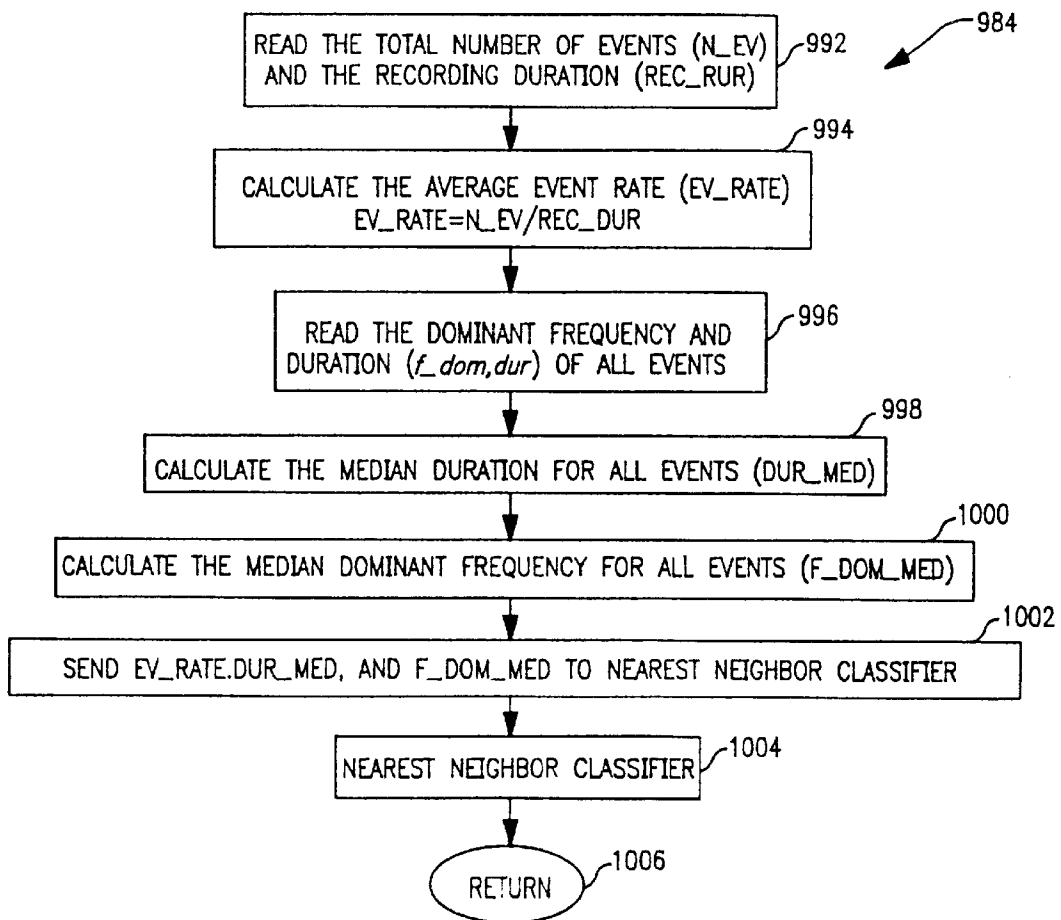 984
READ THE TOTAL NUMBER OF EVENTS (N_EV)
AND THE RECORDING DURATION (REC_RUR)
992
994
CALCULATE THE AVERAGE EVENT RATE (EV_RATE)
EV_RATE=N_EV/REC_DUR
996
READ THE DOMINANT FREQUENCY AND
DURATION (f_dom,dur) OF ALL EVENTS
998
CALCULATE THE MEDIAN DURATION FOR ALL EVENTS (DUR_MED)
1000
CALCULATE THE MEDIAN DOMINANT FREQUENCY FOR ALL EVENTS (F_DOM_MED)
1002
SEND EV_RATE.DUR_MED, AND F_DOM_MED TO NEAREST NEIGHBOR CLASSIFIER
1004
NEAREST NEIGHBOR CLASSIFIER
1006
RETURN